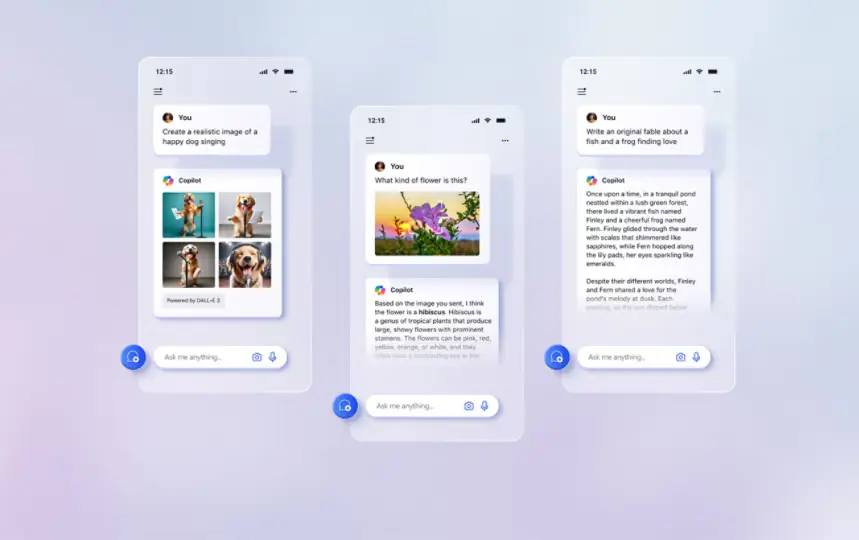 12:15
You
Create a realistic image of a
happy dog singing
Copilot
Powered by DALL•E 3
Ask me anything...
12:15
You
What kind of flower is this?
Copilot
Based on the image you sent, I think
the flower is a hibiscus. Hibiscus is
a genus of tropical plants that produce
large, showy flowers with prominent
stamens. The flowers can be pink, red,
yellow, orange, or white, and they
Ask me anything...
12:15
You
Write an original fable about a
fish and a frog finding love
Copilot
Once upon a time, in a tranquil pond
nestled within a lush green forest,
there lived a vibrant fish named
Finley and a cheerful frog named
Fern. Finley glided through the water
with scales that shimmered like
sapphires, while Fern hopped along
the lily pads, her eyes sparkling like
emeralds.
Despite their different worlds, Finley
and Fern shared a love for the
pond's melody at dusk. Each
evening, as the sun dipped below
Ask me anything...